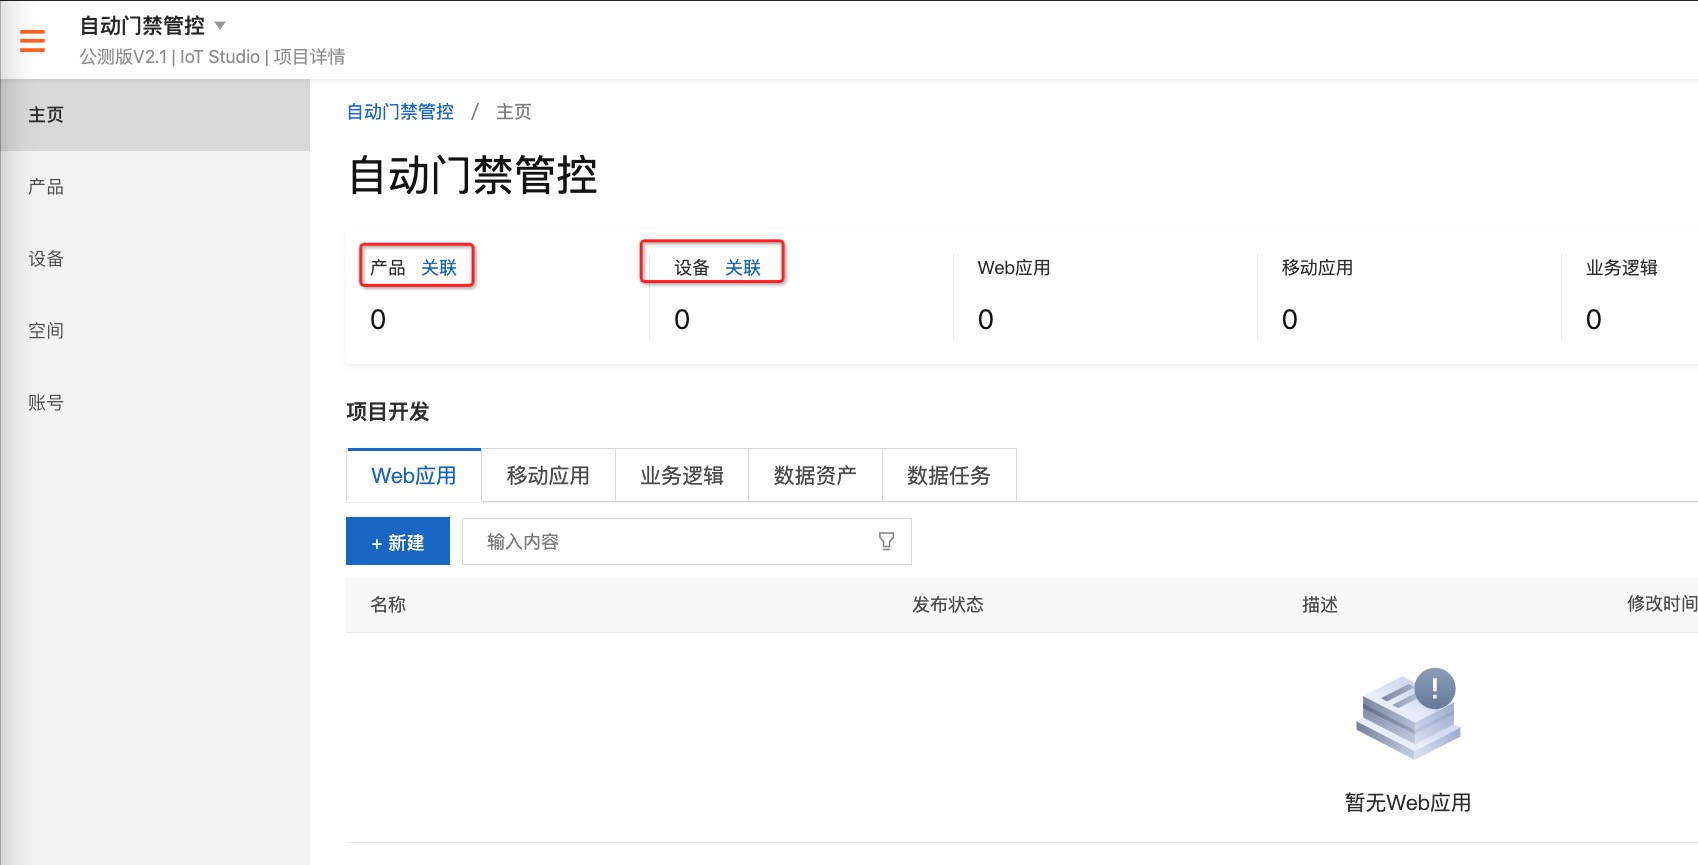 自动门禁管控
公测版V2.1 | IoT Studio | 项目详情
主页
产品
设备
空间
账号
自动门禁管控 / 主页
自动门禁管控
产品 关联 设备 关联 Web应用 移动应用 业务逻辑
0 0 0 0 0
项目开发
Web应用 移动应用 业务逻辑 数据资产 数据任务
+ 新建 输入内容
名称 发布状态 描述 修改时间
暂无Web应用